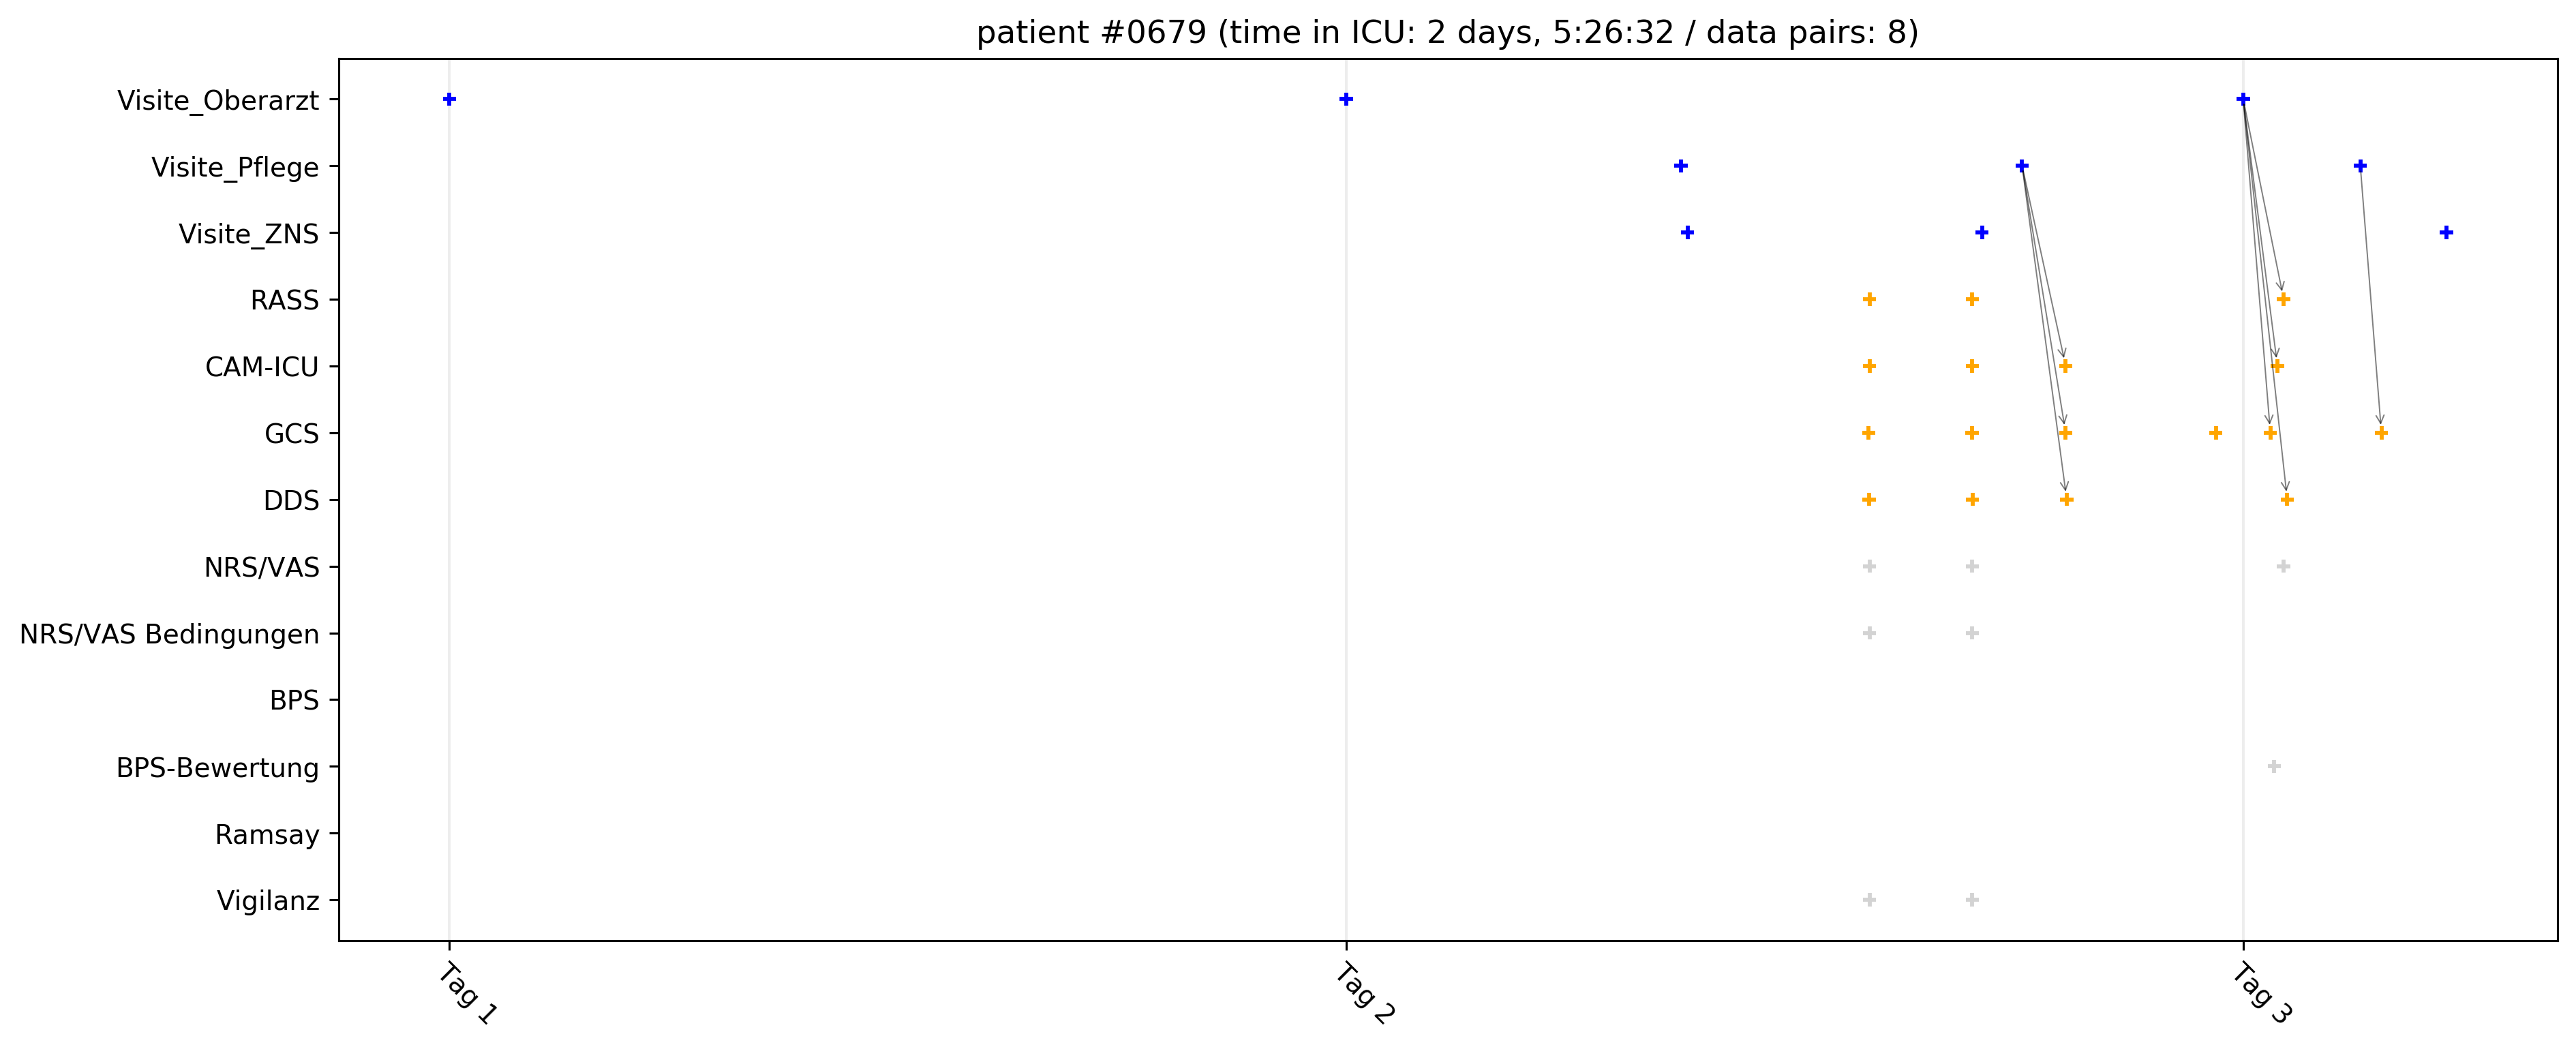 patient #0679 (time in ICU: 2 days, 5:26:32 / data pairs: 8)
Visite_Oberarzt
Visite_Pflege
Visite_ZNS
RASS
CAM-ICU
GCS
DDS
NRS/VAS
NRS/VAS Bedingungen
BPS
BPS-Bewertung
Ramsay
Vigilanz
Tag 1
Tag 2
Tag 3